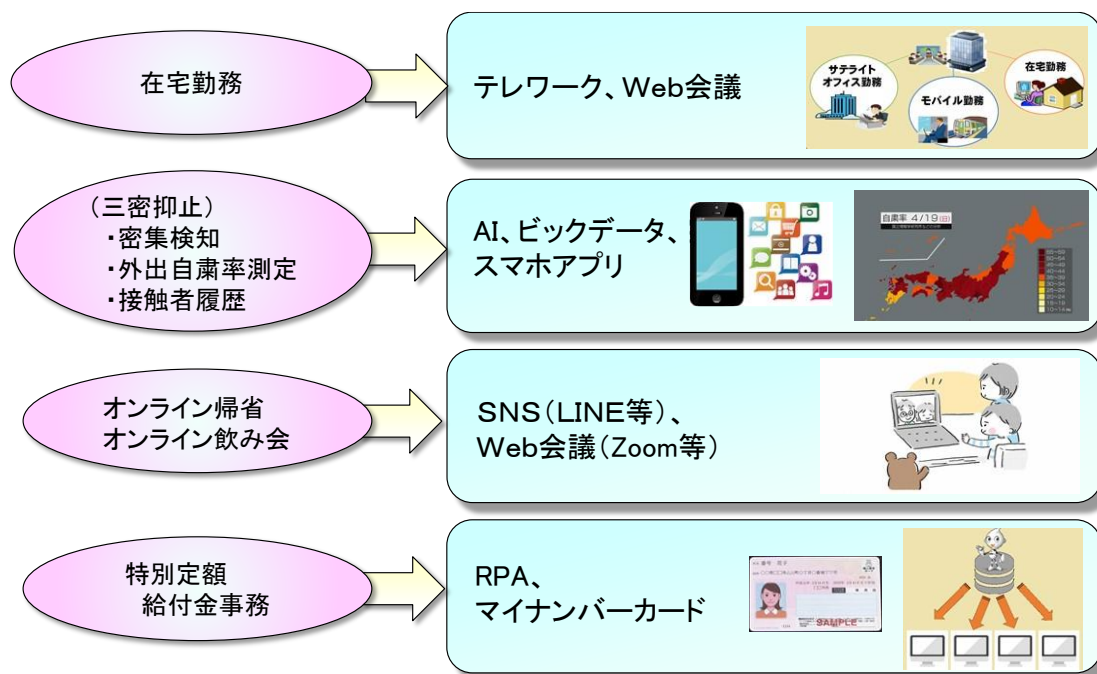 在宅勤務
テレワーク、Web会議
サテライト
オフィス勤務
モバイル勤務
在宅勤務
（三密抑止）
・密集検知
・外出自粛率測定
・接触者履歴
AI、ビックデータ、
スマホアプリ
自粛率 4/19(日)
オンライン帰省
オンライン飲み会
SNS（LINE等）、
Web会議（Zoom等）
特別定額
給付金事務
RPA、
マイナンバーカード
SAMPLE